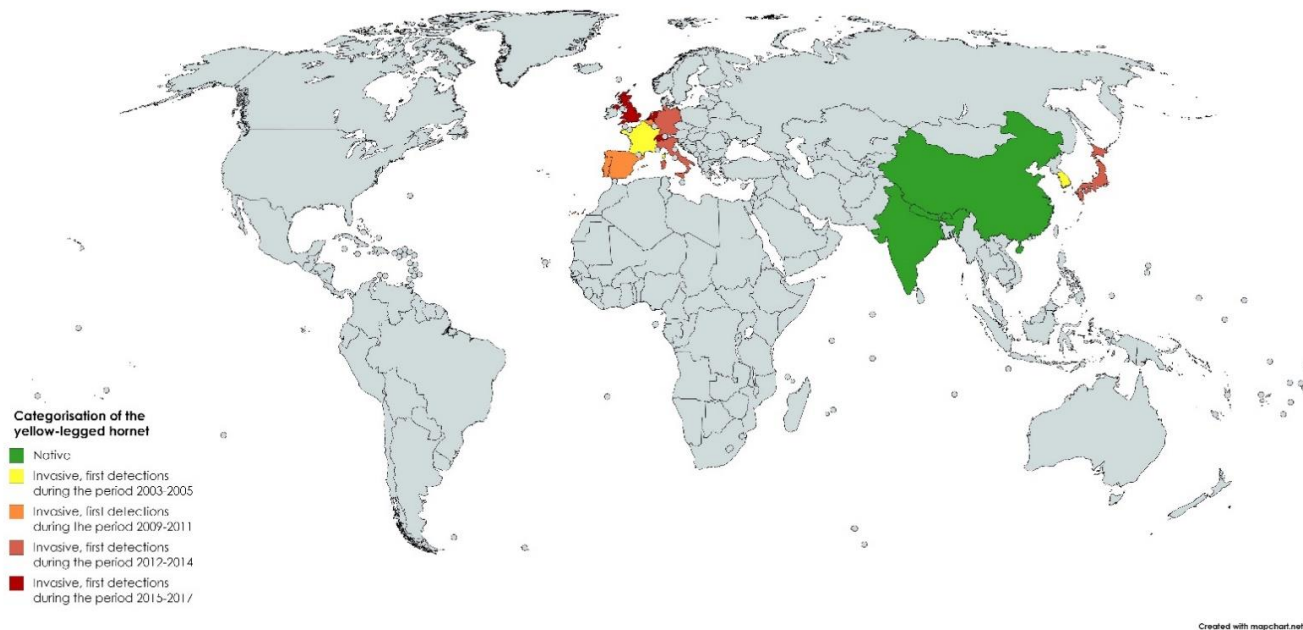 Categorisation of the
yellow-legged hornet
Native
Invasive, first detections
during the period 2003-2005
Invasive, first detections
during the period 2009-2011
Invasive, first detections
during the period 2012-2014
Invasive, first detections
during the period 2015-2017
Created with mapchart.net